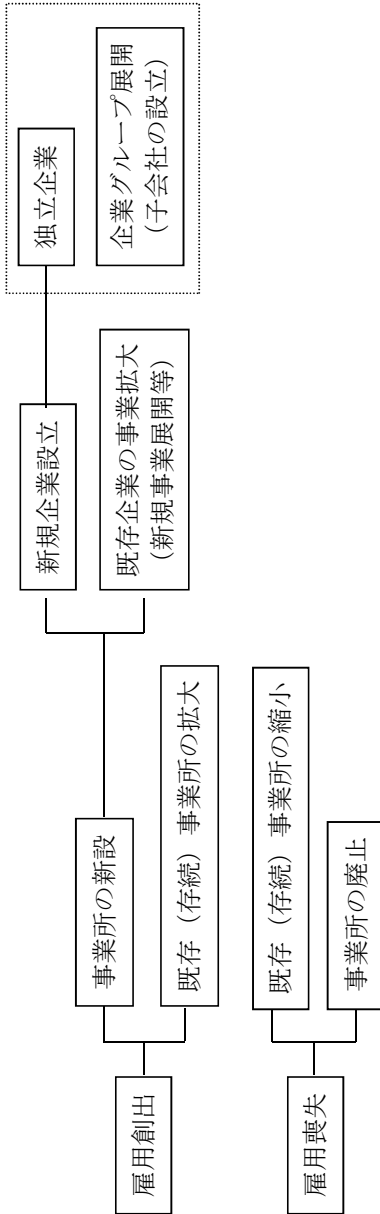 雇用創出
事業所の新設
既存（存続）事業所の拡大
新規企業設立
既存企業の事業拡大
（新規事業展開等）
独立企業
企業グループ展開
（子会社の設立）
雇用喪失
既存（存続）事業所の縮小
事業所の廃止